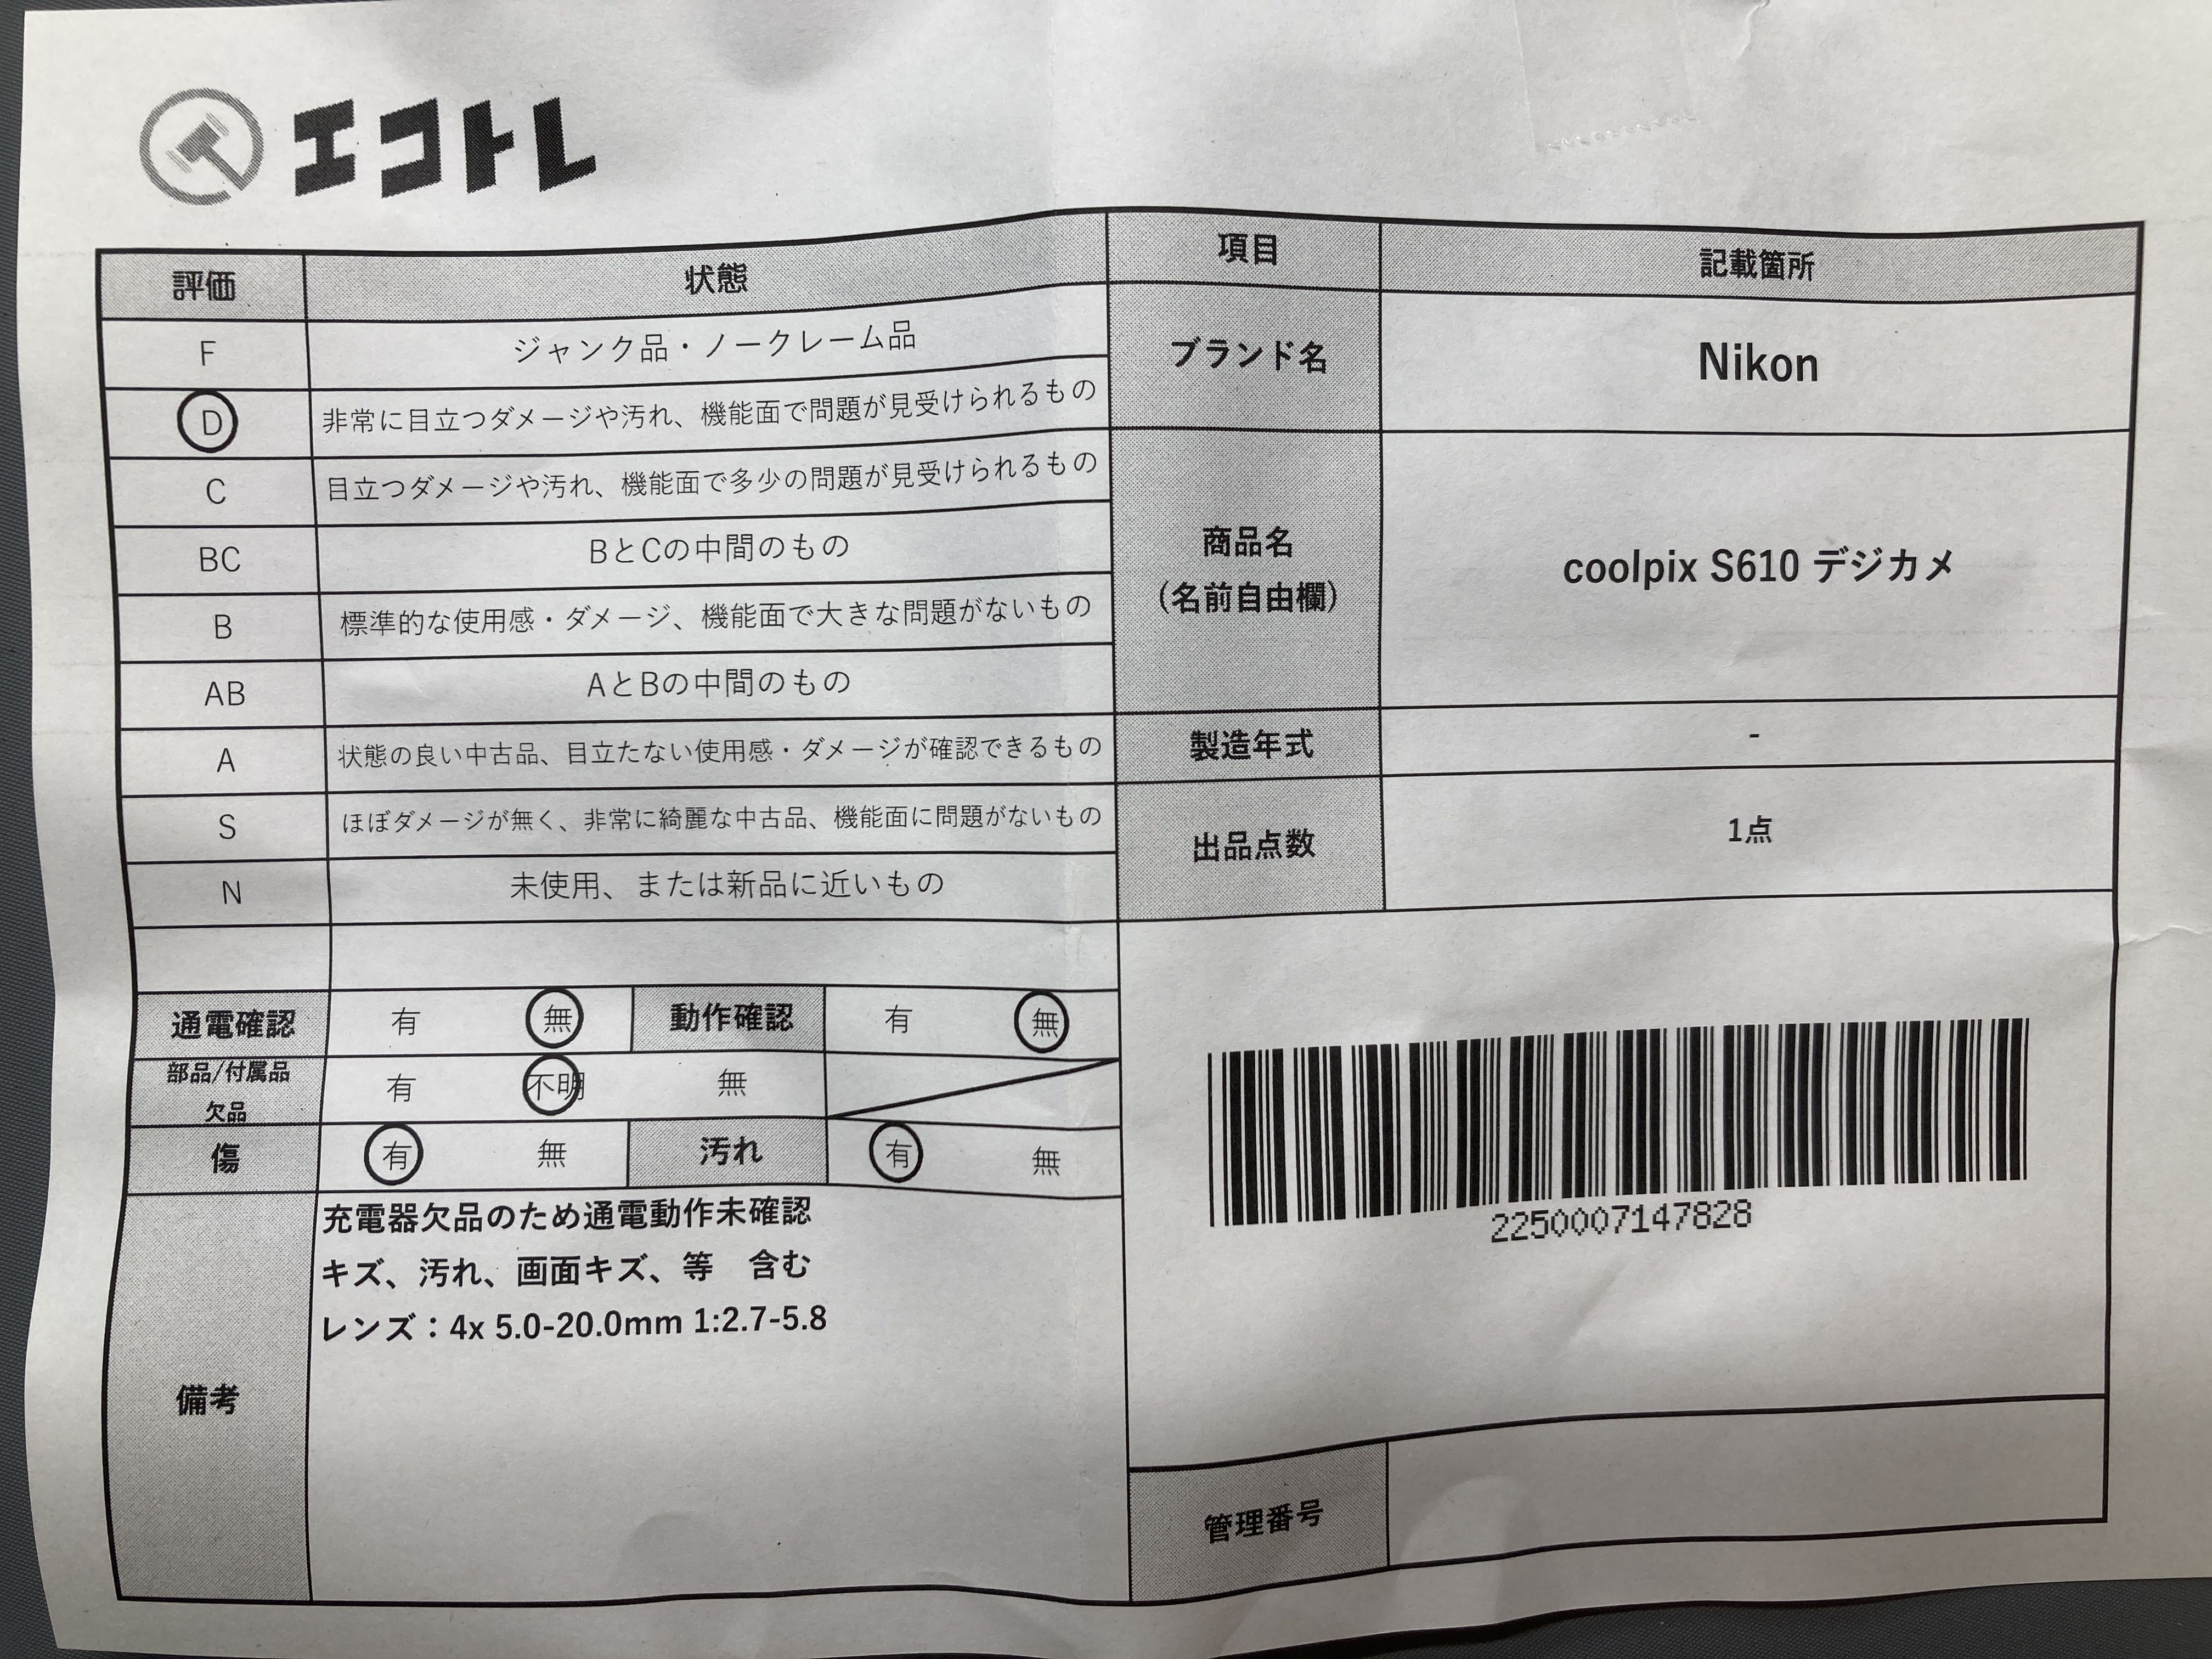 エコトレ
評価 状態
F ジャンク品・ノークレーム品
D 非常に目立つダメージや汚れ、機能面で問題が見受けられるもの
C 目立つダメージや汚れ、機能面で多少の問題が見受けられるもの
BC BとCの中間のもの
B 標準的な使用感・ダメージ、機能面で大きな問題がないもの
AB AとBの中間のもの
A 状態の良い中古品、目立たない使用感・ダメージが確認できるもの
S ほぼダメージが無く、非常に綺麗な中古品、機能面に問題がないもの
N 未使用、または新品に近いもの
通電確認 有 無 動作確認 有 無
部品/付属品
欠品
有 不明 無
傷 有 無 汚れ 有 無
備考
充電器欠品のため通電動作未確認
キズ、汚れ、画面キズ、等　含む
レンズ：4x 5.0-20.0mm 1:2.7-5.8
項目 記載箇所
ブランド名 Nikon
商品名
（名前自由欄）
coolpix S610 デジカメ
製造年式 -
出品点数 1点
2250007147828
管理番号